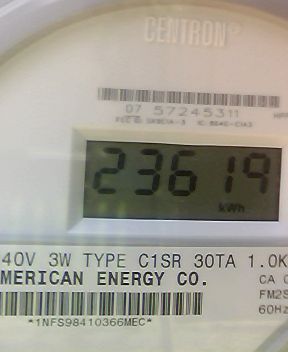 CENTRON®
07 57245311
23619
kWh
40V 3W TYPE C1SR 30TA 1.0K
MERICAN ENERGY CO.
CA 0
FM2S
60Hz
*1NFS98410366MEC*